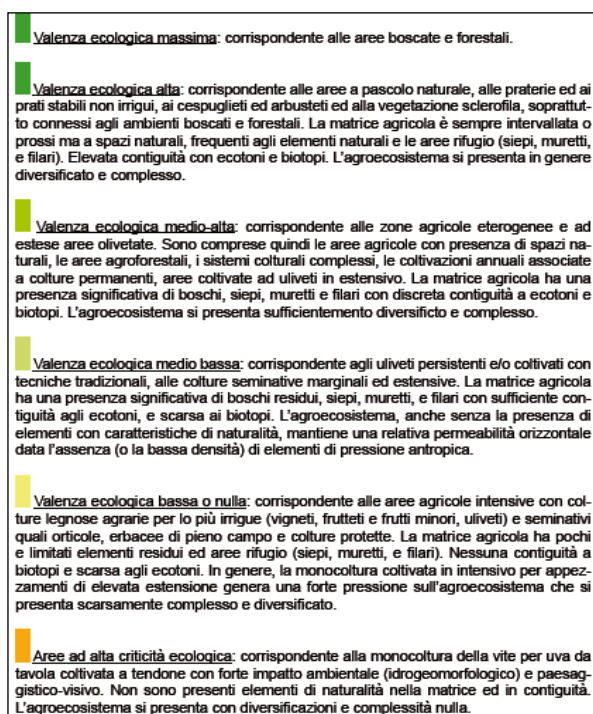 Valenza ecologica massima: corrispondente alle aree boscate e forestali.
Valenza ecologica alta: corrispondente alle aree a pascolo naturale, alle praterie ed ai
prati stabili non irrigui, ai cespuglieti ed arbusteti ed alla vegetazione sclerofila, soprattut-
to connessi agli ambienti boscati e forestali. La matrice agricola è sempre intervallata o
prossi ma a spazi naturali, frequenti agli elementi naturali e le aree rifugio (siepi, muretti,
e filari). Elevata contiguità con ecotoni e biotopi. L'agroecosistema si presenta in genere
diversificato e complesso.
Valenza ecologica medio-alta: corrispondente alle zone agricole eterogenee e ad
estese aree olivetate. Sono comprese quindi le aree agricole con presenza di spazi na-
turali, le aree agroforestali, i sistemi colturali complessi, le coltivazioni annuali associate
a colture permanenti, aree coltivate ad uliveti in estensivo. La matrice agricola ha una
presenza significativa di boschi, siepi, muretti e filari con discreta contiguità a ecotoni e
biotopi. L'agroecosistema si presenta sufficientemento diversificto e complesso.
Valenza ecologica medio bassa: corrispondente agli uliveti persistenti e/o coltivati con
tecniche tradizionali, alle colture seminative marginali ed estensive. La matrice agricola
ha una presenza significativa di boschi residui, siepi, muretti, e filari con sufficiente con-
tiguità agli ecotoni, e scarsa ai biotopi. L'agroecosistema, anche senza la presenza di
elementi con caratteristiche di naturalità, mantiene una relativa permeabilità orizzontale
data l'assenza (o la bassa densità) di elementi di pressione antropica.
Valenza ecologica bassa o nulla: corrispondente alle aree agricole intensive con col-
ture legnose agrarie per lo più irrigue (vigneti, frutteti e frutti minori, uliveti) e seminativi
quali orticole, erbacee di pieno campo e colture protette. La matrice agricola ha pochi
e limitati elementi residui ed aree rifugio (siepi, muretti, e filari). Nessuna contiguità a
biotopi e scarsa agli ecotoni. In genere, la monocoltura coltivata in intensivo per appez-
zamenti di elevata estensione genera una forte pressione sull'agroecosistema che si
presenta scarsamente complesso e diversificato.
Aree ad alta criticità ecologica: corrispondente alla monocoltura della vite per uva da
tavola coltivata a tendone con forte impatto ambientale (idrogeomorfologico) e paesag-
gistico-visivo. Non sono presenti elementi di naturalità nella matrice ed in contiguità.
L'agroecosistema si presenta con diversificazioni e complessità nulla.